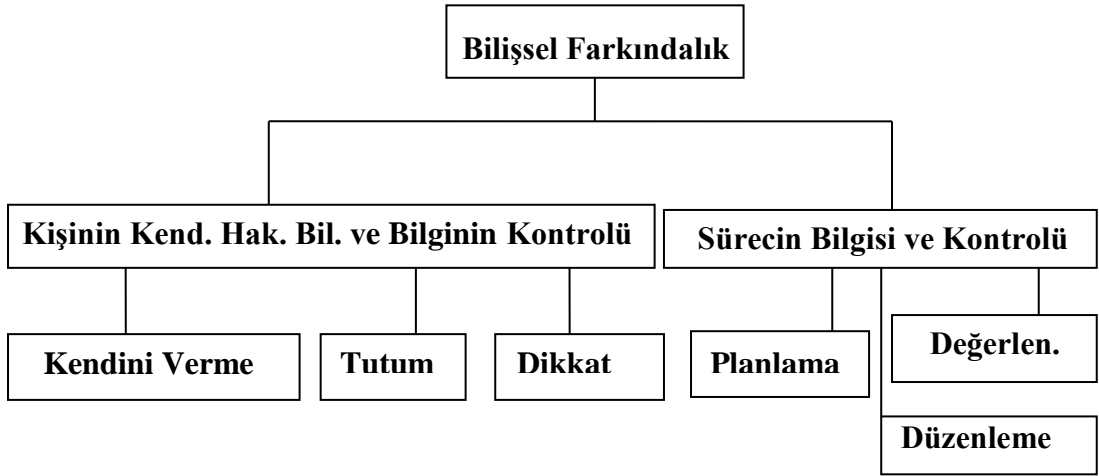 Bilişsel Farkındalık
Kişinin Kend. Hak. Bil. ve Bilginin Kontrolü
Sürecin Bilgisi ve Kontrolü
Kendini Verme
Tutum
Dikkat
Planlama
Değerlen.
Düzenleme